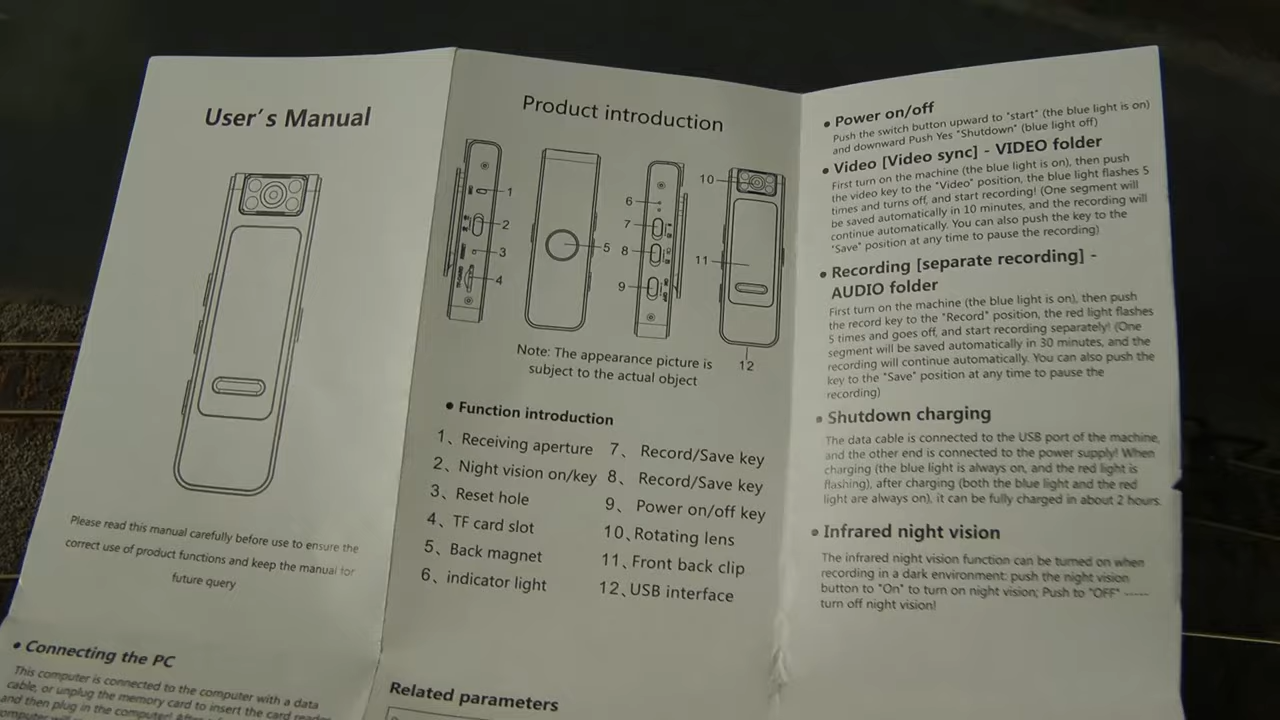 User's Manual
Please read this manual carefully before use to ensure the
correct use of product functions and keep the manual for
future query
• Connecting the PC
This computer is connected to the computer with a data
cable, or unplug the memory card to insert the card reader
and then plug in the computer!
Product introduction
1
2
3
4
5
6
7
8
9
10
11
12
Note: The appearance picture is
subject to the actual object
• Function introduction
1、Receiving aperture
2、Night vision on/key
3、Reset hole
4、TF card slot
5、Back magnet
6、indicator light
7、Record/Save key
8、Record/Save key
9、Power on/off key
10、Rotating lens
11、Front back clip
12、USB interface
Related parameters
• Power on/off
Push the switch button upward to "start" (the blue light is on)
and downward Push Yes "Shutdown" (blue light off)
• Video [Video sync] - VIDEO folder
First turn on the machine (the blue light is on), then push
the video key to the "Video" position, the blue light flashes 5
times and turns off, and start recording! (One segment will
be saved automatically in 10 minutes, and the recording will
continue automatically. You can also push the key to the
"Save" position at any time to pause the recording)
• Recording [separate recording] -
AUDIO folder
First turn on the machine (the blue light is on), then push
the record key to the "Record" position, the red light flashes
5 times and goes off, and start recording separately! (One
segment will be saved automatically in 30 minutes, and the
recording will continue automatically. You can also push the
key to the "Save" position at any time to pause the
recording)
• Shutdown charging
The data cable is connected to the USB port of the machine,
and the other end is connected to the power supply! When
charging (the blue light is always on, and the red light is
flashing), after charging (both the blue light and the red
light are always on), it can be fully charged in about 2 hours.
• Infrared night vision
The infrared night vision function can be turned on when
recording in a dark environment: push the night vision
button to "On" to turn on night vision; Push to "OFF" -----
turn off night vision!